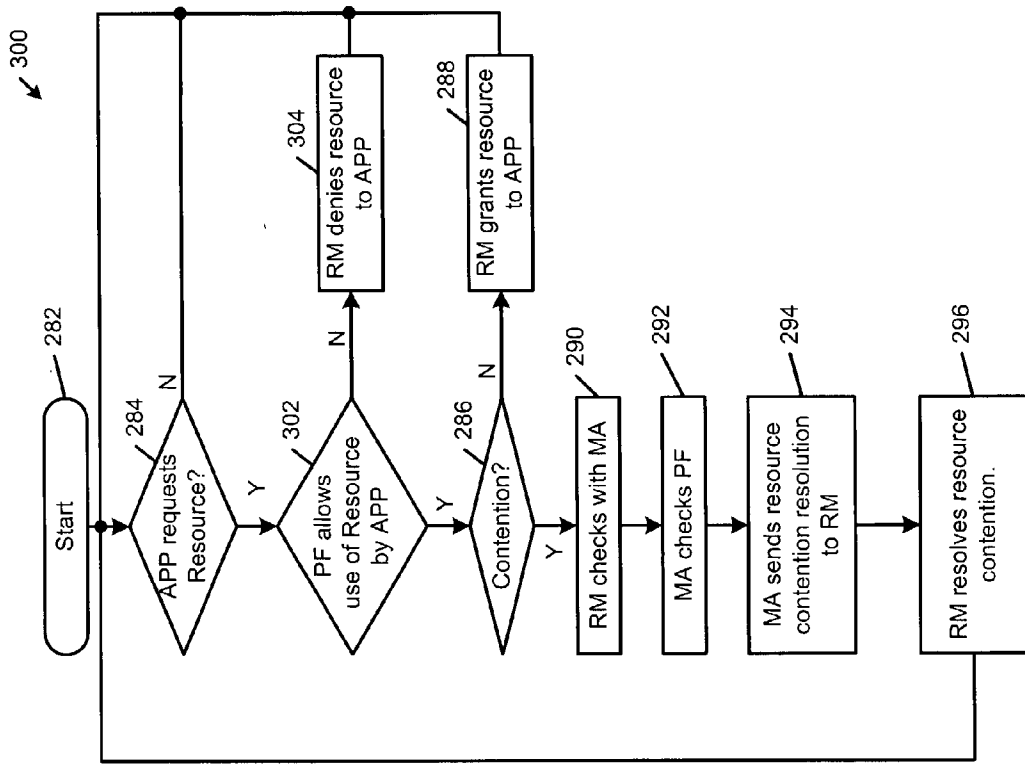 300
Start
282
APP requests
Resource?
284
N
Y
PF allows
use of Resource
by APP
302
N
RM denies resource
to APP
304
Y
Contention?
286
N
RM grants resource
to APP
288
Y
RM checks with MA
290
MA checks PF
292
MA sends resource
contention resolution
to RM
294
RM resolves resource
contention.
296